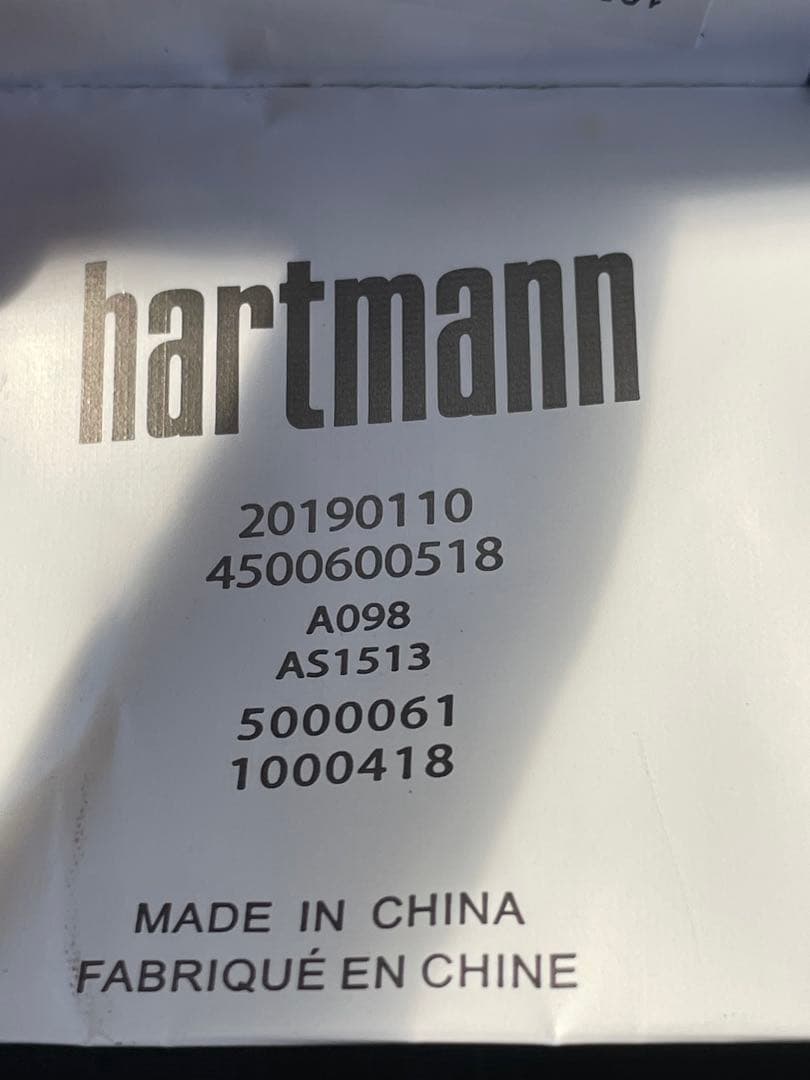 hartmann
20190110
4500600518
A098
AS1513
5000061
1000418
MADE IN CHINA
FABRIQUÉ EN CHINE